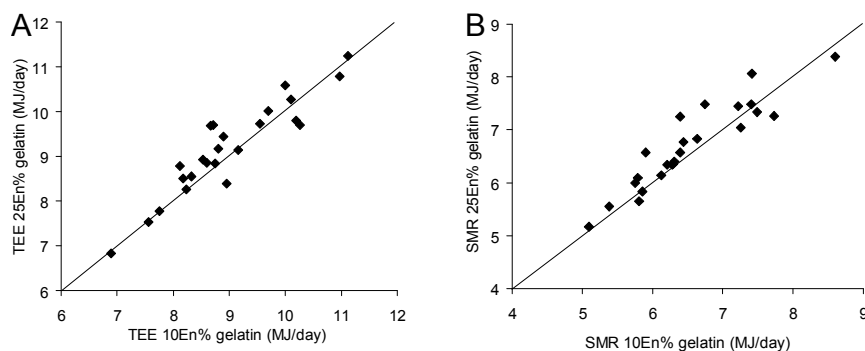 A
12
11
10
9
8
7
6
TEE 25En% gelatin (MJ/day)
6 7 8 9 10 11 12
TEE 10En% gelatin (MJ/day)
B
9
8
7
6
5
4
SMR 25En% gelatin (MJ/day)
4 5 6 7 8 9
SMR 10En% gelatin (MJ/day)